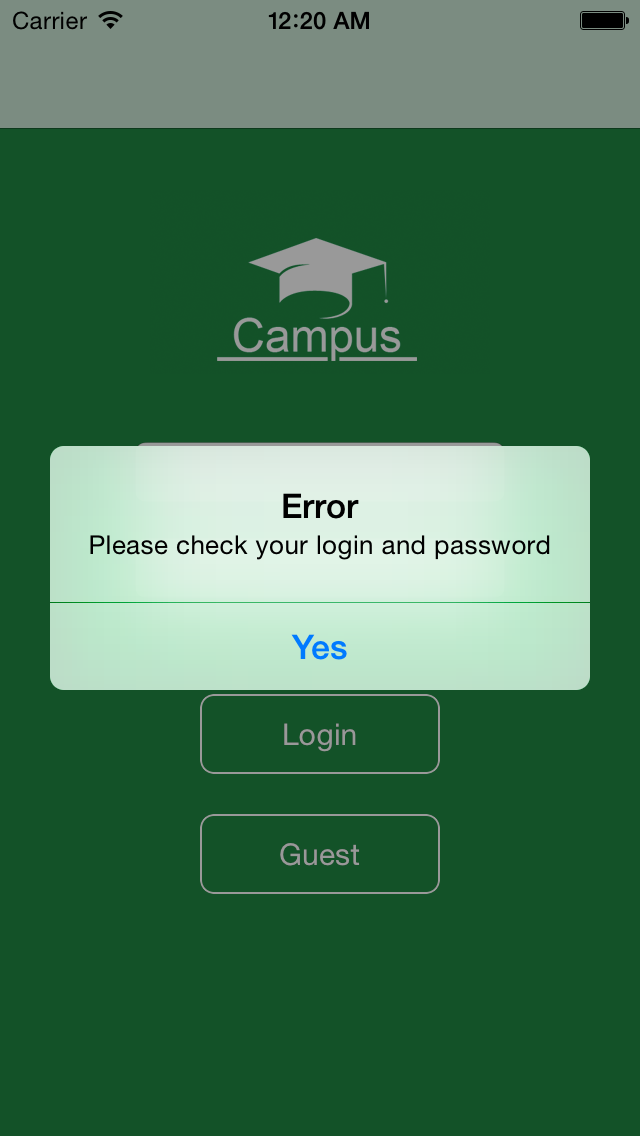 Carrier 12:20 AM
Campus
Error
Please check your login and password
Yes
Login
Guest